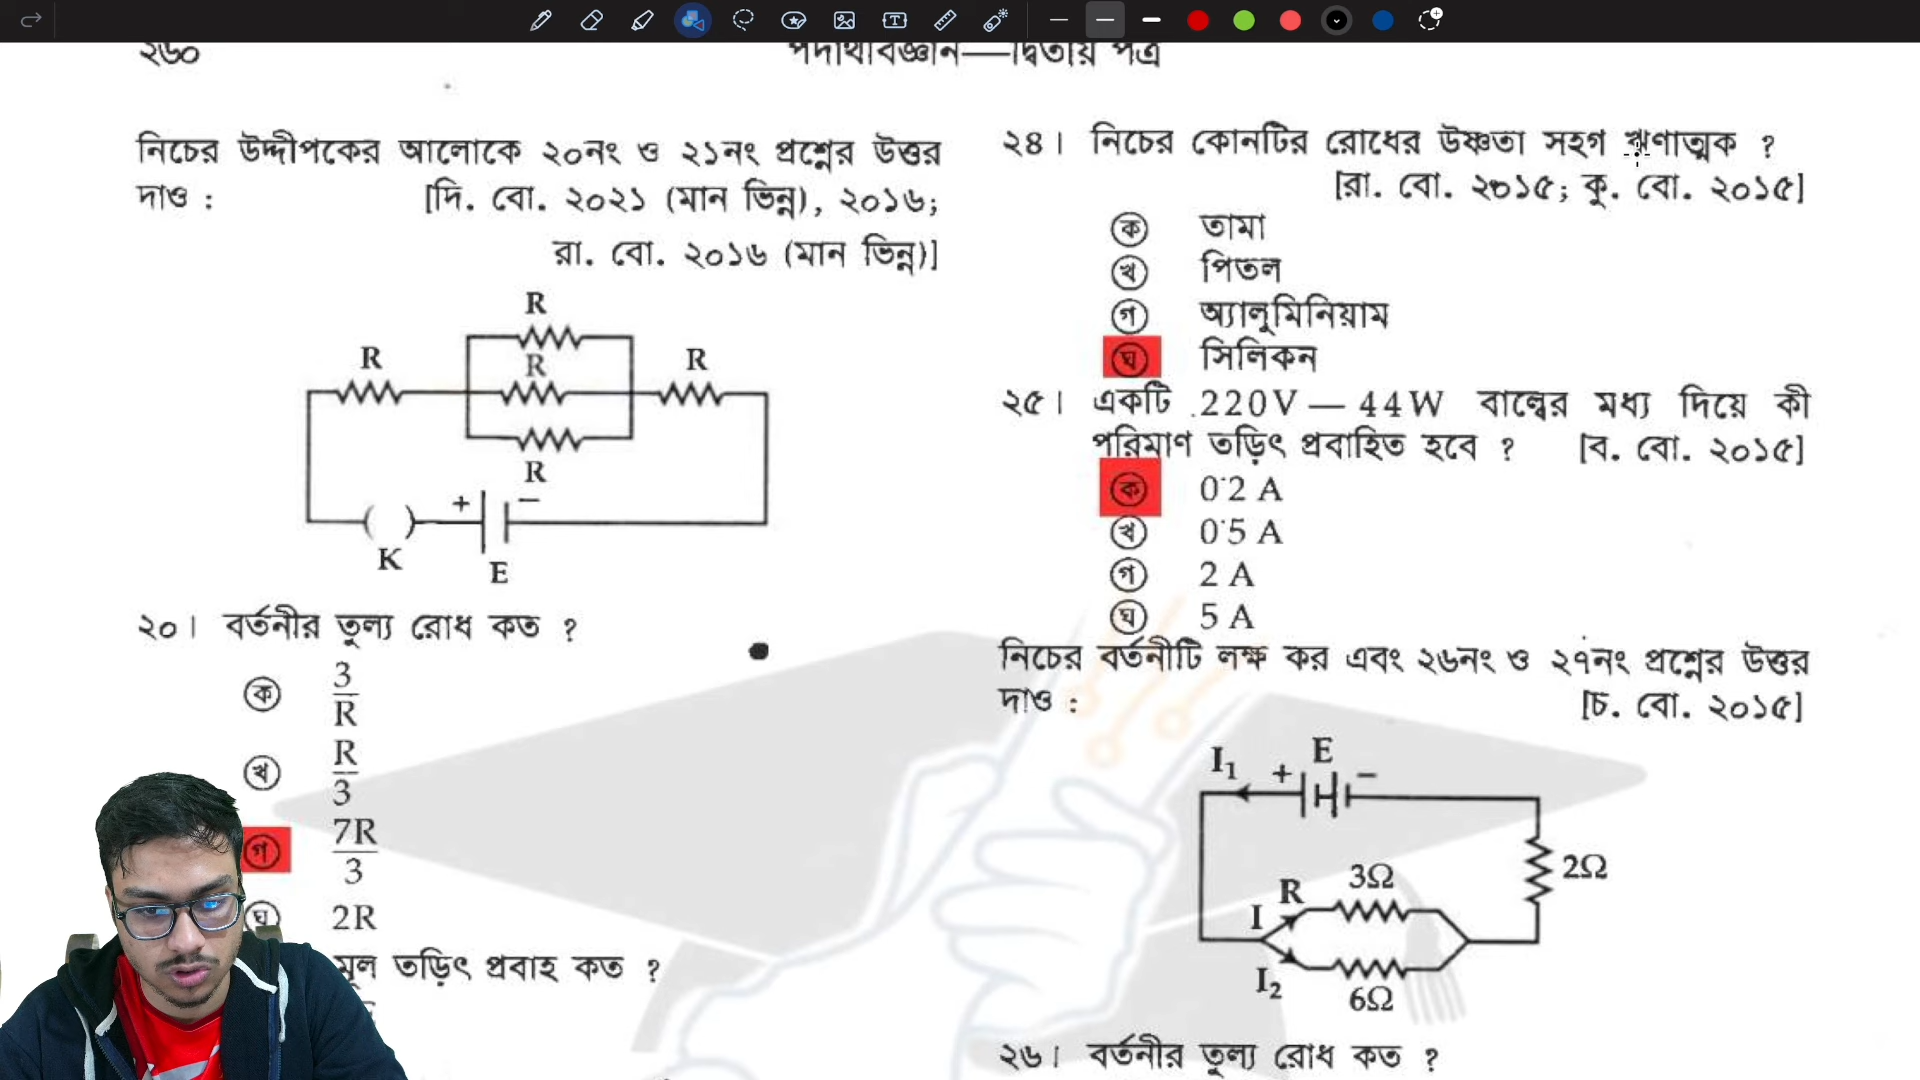 ২৬০
পদার্থবিজ্ঞান—দ্বিতীয় পত্র
নিচের উদ্দীপকের আলোকে ২০নং ও ২১নং প্রশ্নের উত্তর
দাও : [দি. বো. ২০২১ (মান ভিন্ন), ২০১৬;
রা. বো. ২০১৬ (মান ভিন্ন)]
R
R R R
R
+ −
K
E
২০। বর্তনীর তুল্য রোধ কত ?
ক 3/R
খ R/3
গ 7R/3
ঘ 2R
মূল তড়িৎ প্রবাহ কত ?
২৪। নিচের কোনটির রোধের উষ্ণতা সহগ ঋণাত্মক ?
[রা. বো. ২০১৫; কু. বো. ২০১৫]
ক তামা
খ পিতল
গ অ্যালুমিনিয়াম
ঘ সিলিকন
২৫। একটি 220V — 44W বাল্বের মধ্য দিয়ে কী
পরিমাণ তড়িৎ প্রবাহিত হবে ? [ব. বো. ২০১৫]
ক 0·2 A
খ 0·5 A
গ 2 A
ঘ 5 A
নিচের বর্তনীটি লক্ষ কর এবং ২৬নং ও ২৭নং প্রশ্নের উত্তর
দাও : [চ. বো. ২০১৫]
I₁ + E −
2Ω
R 3Ω
I
I₂ 6Ω
২৬। বর্তনীর তুল্য রোধ কত ?